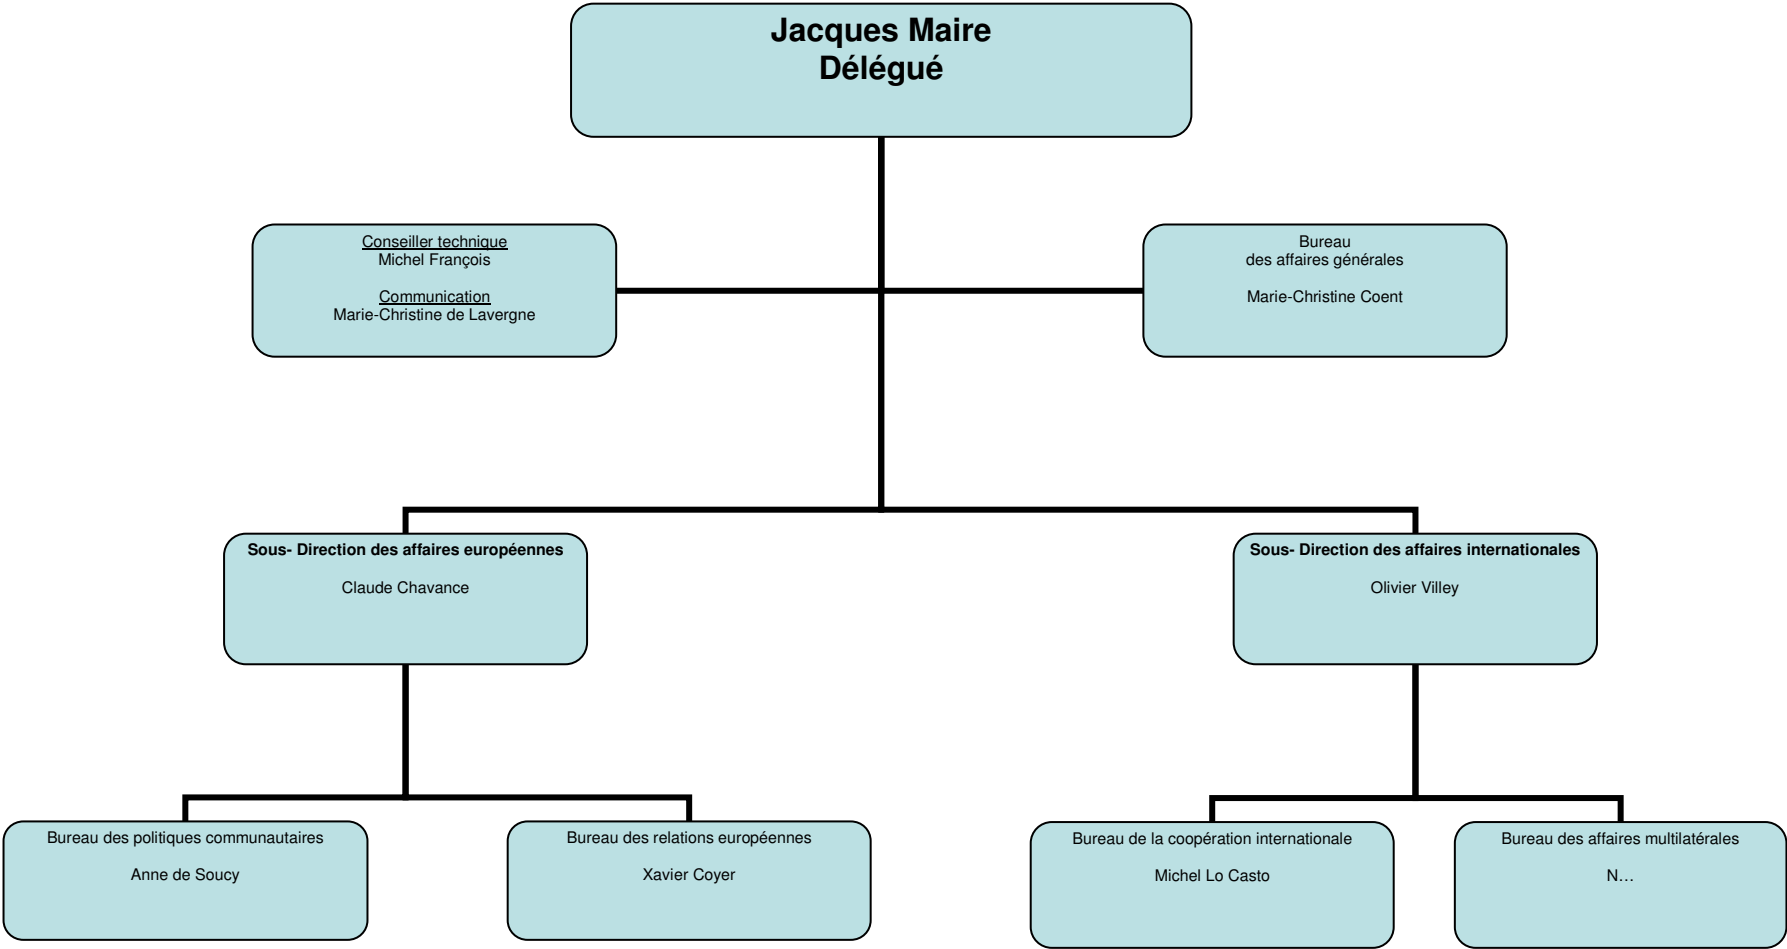 Jacques Maire
Délégué
Conseiller technique
Michel François
Communication
Marie-Christine de Lavergne
Bureau
des affaires générales
Marie-Christine Coent
Sous- Direction des affaires européennes
Claude Chavance
Sous- Direction des affaires internationales
Olivier Villey
Bureau des politiques communautaires
Anne de Soucy
Bureau des relations européennes
Xavier Coyer
Bureau de la coopération internationale
Michel Lo Casto
Bureau des affaires multilatérales
N…